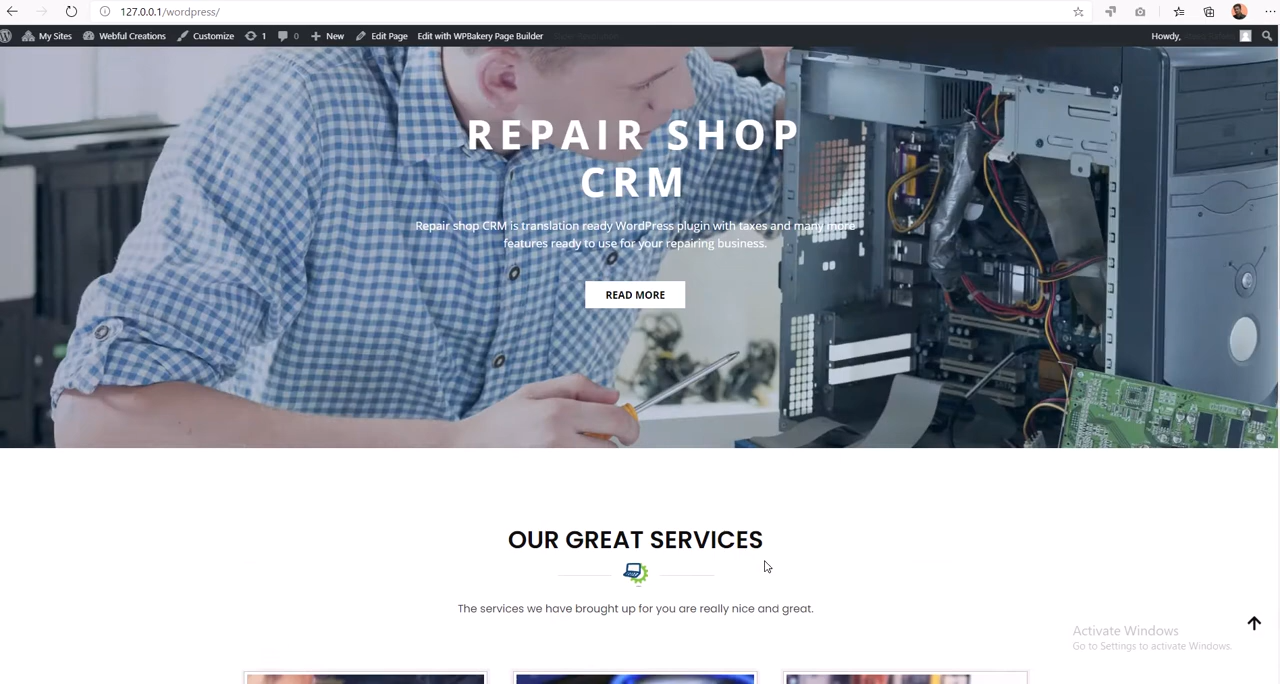 127.0.0.1/wordpress/
My Sites Webful Creations Customize 1 0 New Edit Page Edit with WPBakery Page Builder Howdy,
REPAIR SHOP
CRM
Repair shop CRM is translation ready WordPress plugin with taxes and many more
features ready to use for your repairing business.
READ MORE
OUR GREAT SERVICES
The services we have brought up for you are really nice and great.
Activate Windows
Go to Settings to activate Windows.